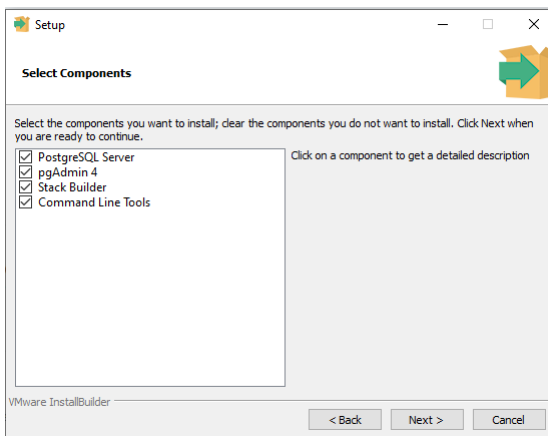 Setup
Select Components
Select the components you want to install; clear the components you do not want to install. Click Next when
you are ready to continue.
PostgreSQL Server
pgAdmin 4
Stack Builder
Command Line Tools
Click on a component to get a detailed description
VMware InstallBuilder
< Back
Next >
Cancel